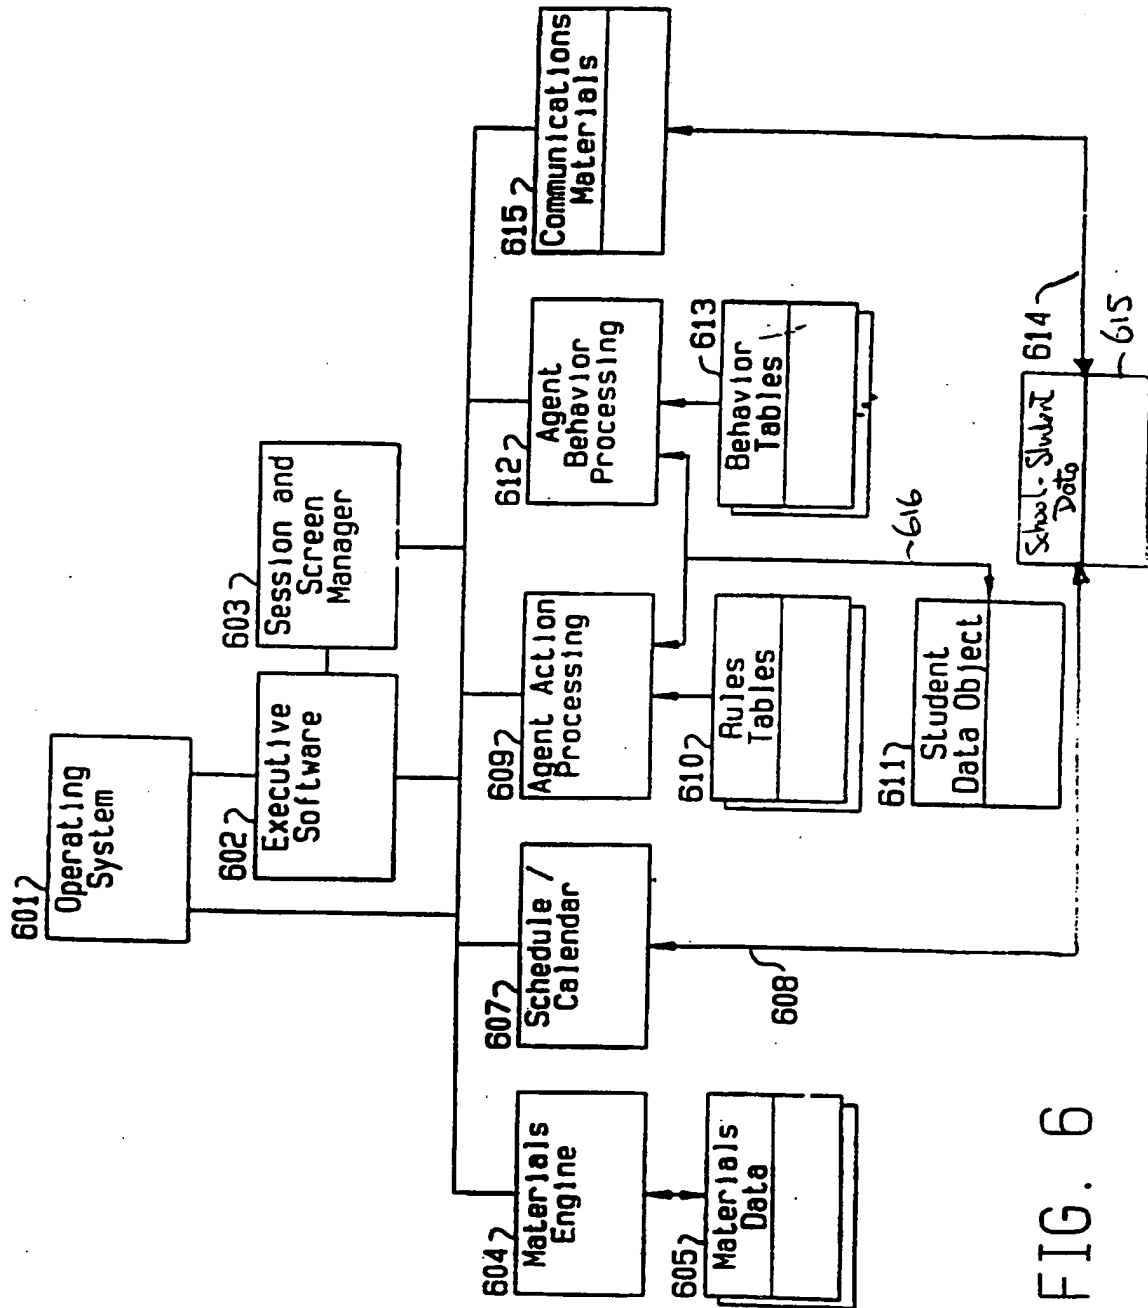 601
Operating
System
602
Executive
Software
603
Session and
Screen
Manager
604
Materials
Engine
607
Schedule /
Calendar
609
Agent Action
Processing
612
Agent
Behavior
Processing
615
Communications
Materials
605
Materials
Data
608
610
Rules
Tables
613
Behavior
Tables
616
611
Student
Data Object
614
School-Student
Data
615
FIG. 6